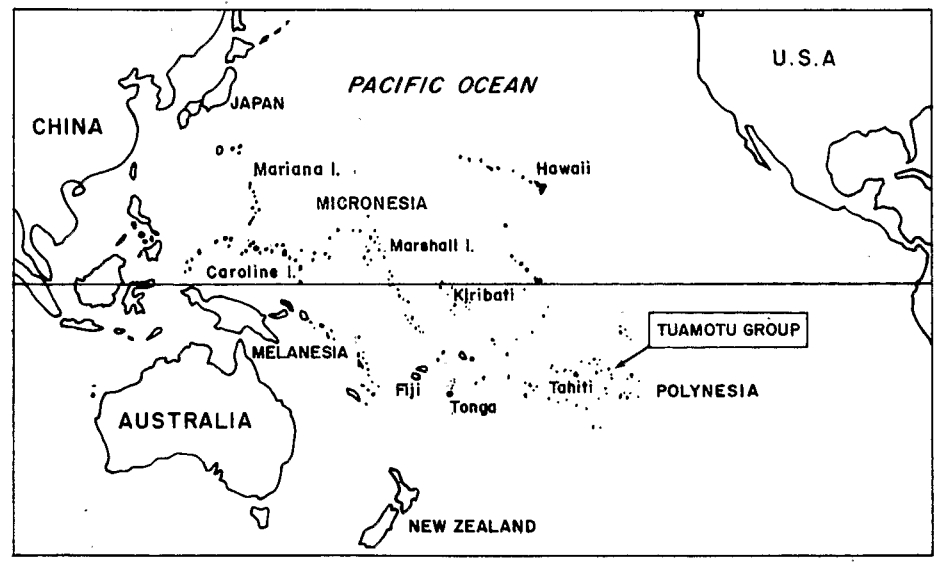 U.S.A
PACIFIC OCEAN
JAPAN
CHINA
Mariana I.
Hawaii
MICRONESIA
Marshall I.
Caroline I.
Kiribati
TUAMOTU GROUP
MELANESIA
Fiji
Tahiti
POLYNESIA
Tonga
AUSTRALIA
NEW ZEALAND